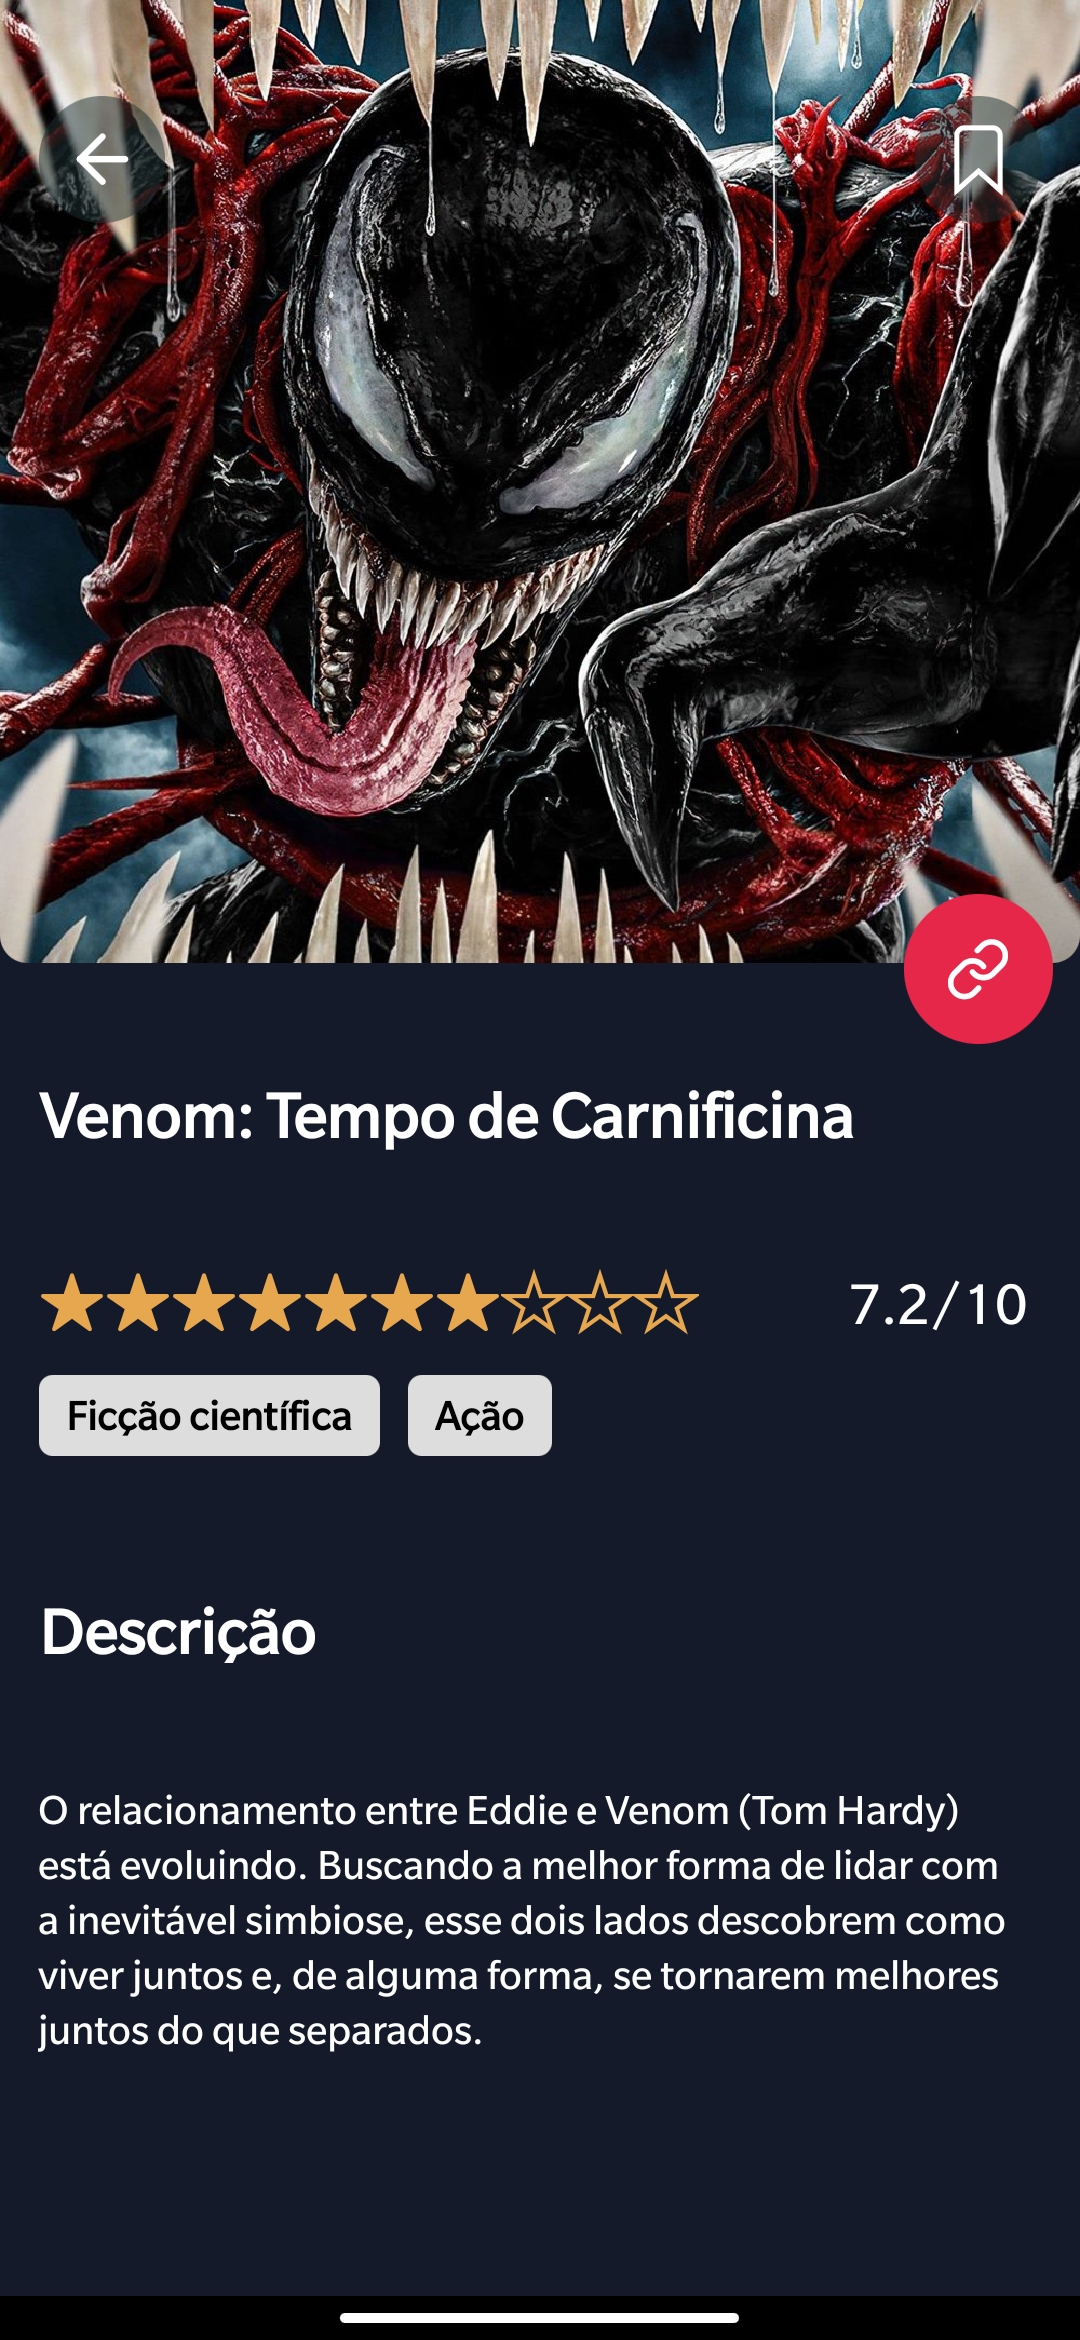 Venom: Tempo de Carnificina
7.2/10
Ficção científica
Ação
Descrição
O relacionamento entre Eddie e Venom (Tom Hardy)
está evoluindo. Buscando a melhor forma de lidar com
a inevitável simbiose, esse dois lados descobrem como
viver juntos e, de alguma forma, se tornarem melhores
juntos do que separados.